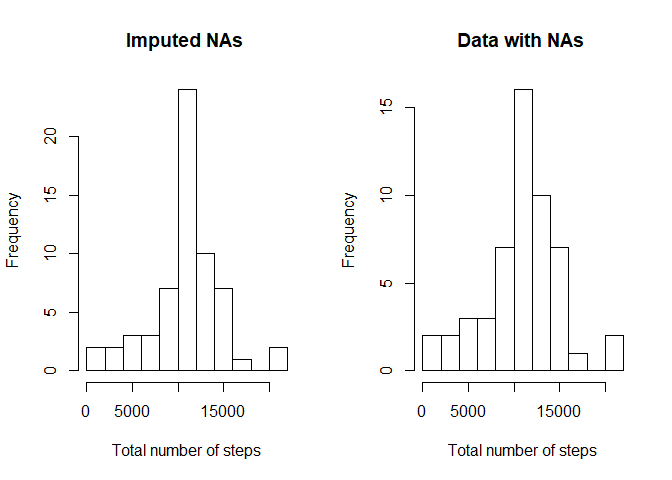 Imputed NAs
Frequency
20
15
10
5
0
0 5000 15000
Total number of steps
Data with NAs
Frequency
15
10
5
0
0 5000 15000
Total number of steps